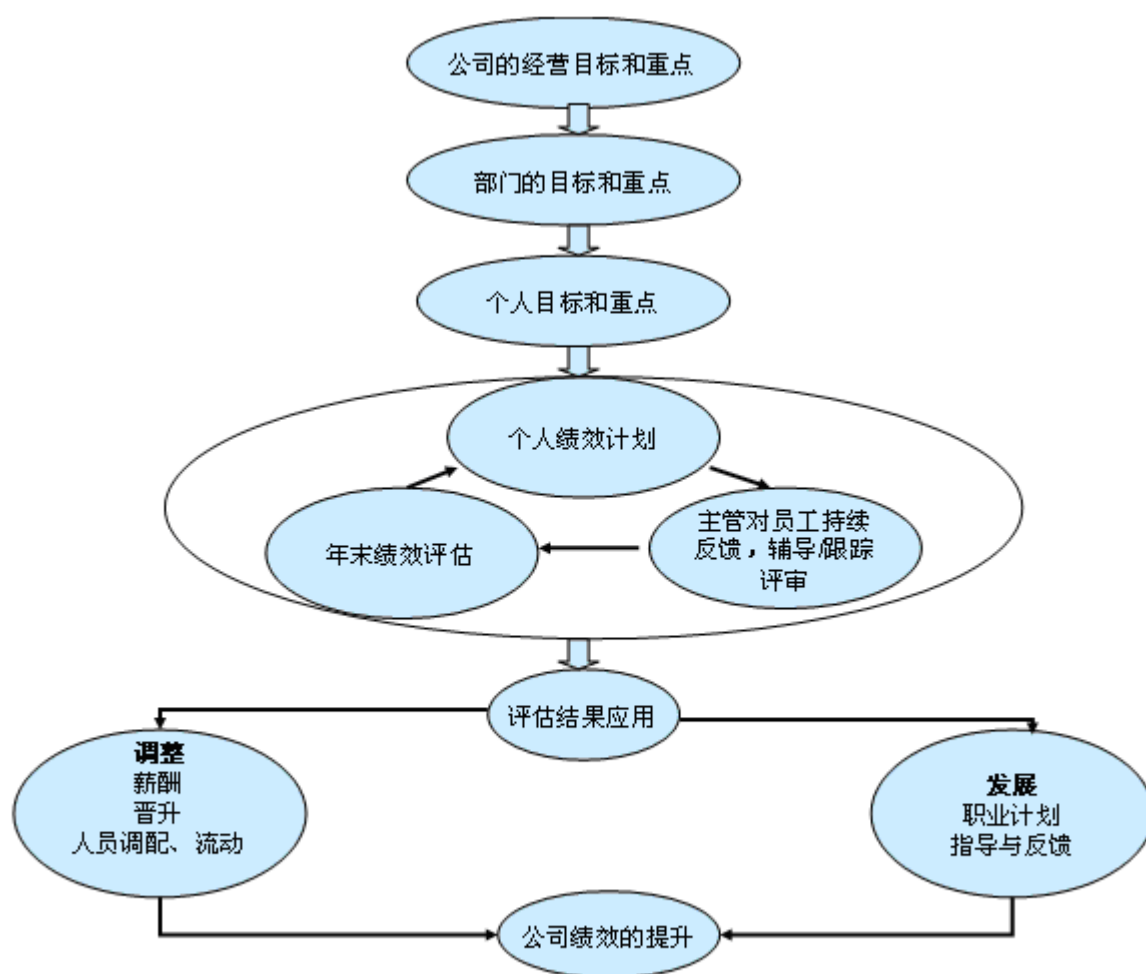 公司的经营目标和重点
部门的目标和重点
个人目标和重点
个人绩效计划
主管对员工持续
反馈，辅导/跟踪
评审
年末绩效评估
评估结果应用
调整
薪酬
晋升
人员调配、流动
发展
职业计划
指导与反馈
公司绩效的提升